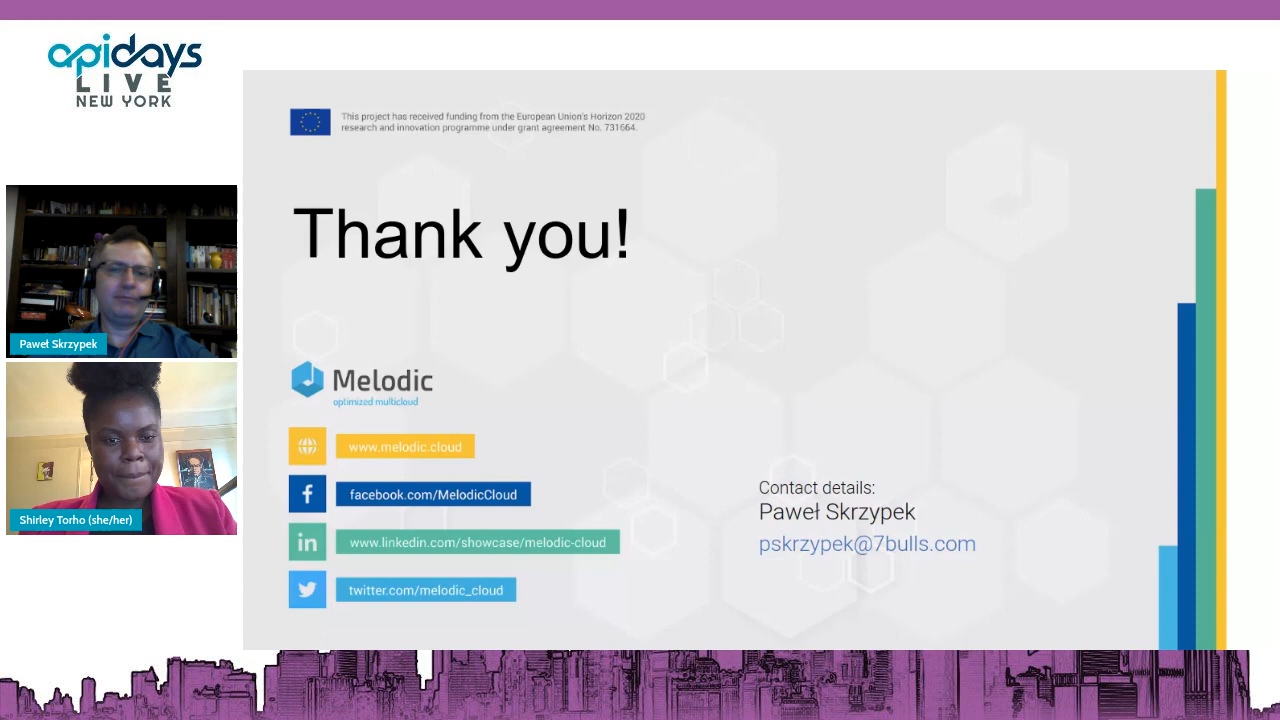 apidays
LIVE
NEW YORK
This project has received funding from the European Union's Horizon 2020
research and innovation programme under grant agreement No. 731664.
Thank you!
Paweł Skrzypek
Shirley Torho (she/her)
Melodic
optimized multicloud
www.melodic.cloud
facebook.com/MelodicCloud
www.linkedin.com/showcase/melodic-cloud
twitter.com/melodic_cloud
Contact details:
Paweł Skrzypek
pskrzypek@7bulls.com